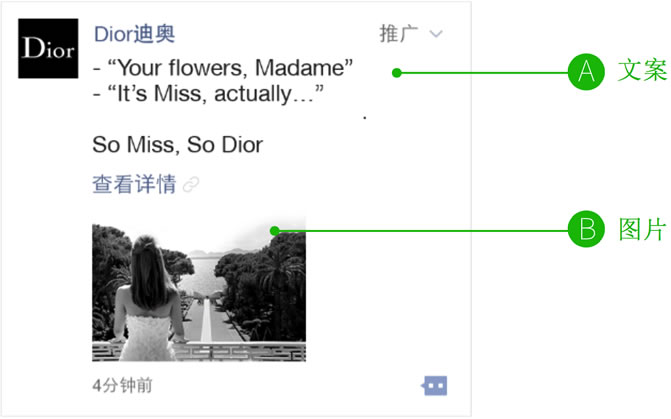 Dior
Dior迪奥
推广
- “Your flowers, Madame”
- “It’s Miss, actually…”
.
So Miss, So Dior
查看详情
4分钟前
A 文案
B 图片